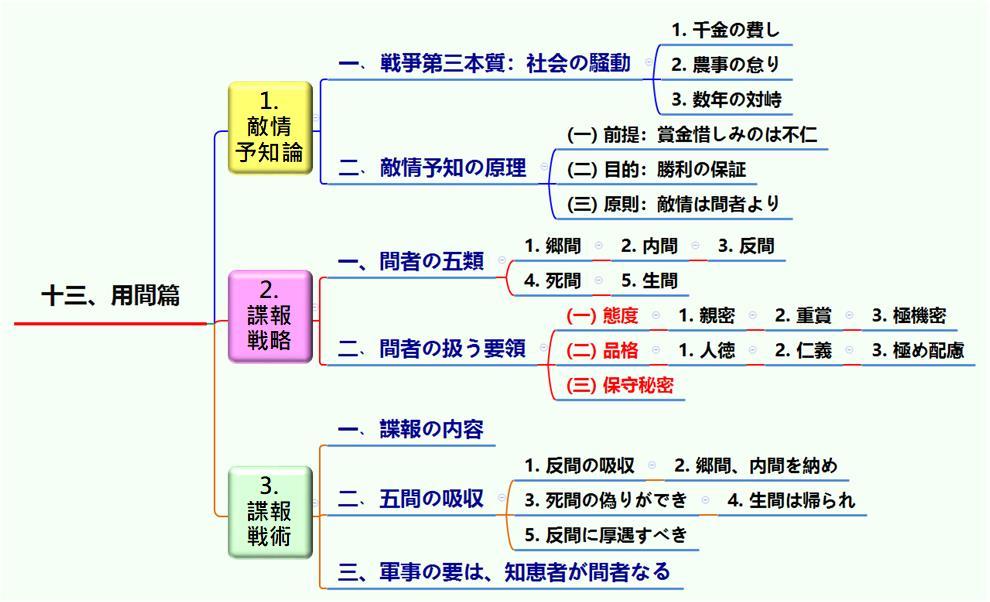 十三、用間篇
1.
敵情
予知論
一、戦爭第三本質：社会の騒動
1. 千金の費し
2. 農事の怠り
3. 数年の対峙
二、敵情予知の原理
(一) 前提：賞金惜しみのは不仁
(二) 目的：勝利の保証
(三) 原則：敵情は間者より
2.
諜報
戦略
一、間者の五類
1. 郷間 2. 内間 3. 反間
4. 死間 5. 生間
二、間者の扱う要領
(一) 態度 1. 親密 2. 重賞 3. 極機密
(二) 品格 1. 人徳 2. 仁義 3. 極め配慮
(三) 保守秘密
3.
諜報
戦術
一、諜報の内容
二、五間の吸収
1. 反間の吸収 2. 郷間、内間を納め
3. 死間の偽りができ 4. 生間は帰られ
5. 反間に厚遇すべき
三、軍事の要は、知恵者が間者なる